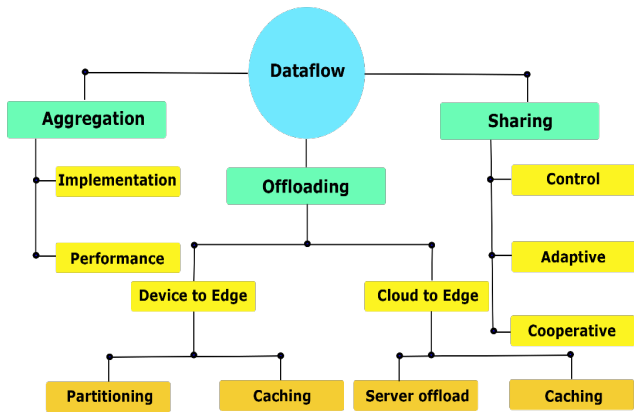 Dataflow
Aggregation
Sharing
Implementation
Offloading
Control
Performance
Adaptive
Device to Edge
Cloud to Edge
Cooperative
Partitioning
Caching
Server offload
Caching